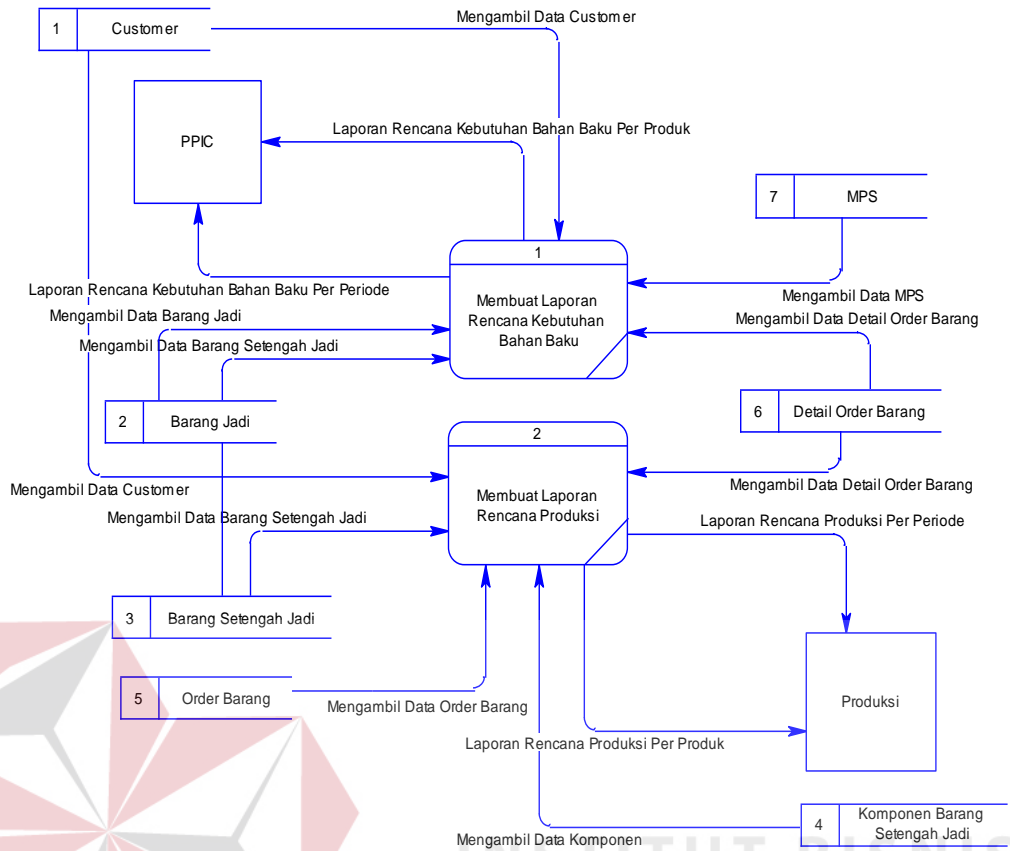 Mengambil Data Customer
1 Customer
PPIC
Laporan Rencana Kebutuhan Bahan Baku Per Produk
7 MPS
1
Laporan Rencana Kebutuhan Bahan Baku Per Periode
Membuat Laporan
Rencana Kebutuhan
Bahan Baku
Mengambil Data MPS
Mengambil Data Barang Jadi
Mengambil Data Detail Order Barang
Mengambil Data Barang Setengah Jadi
2 Barang Jadi
6 Detail Order Barang
2
Mengambil Data Customer
Membuat Laporan
Rencana Produksi
Mengambil Data Detail Order Barang
Mengambil Data Barang Setengah Jadi
Laporan Rencana Produksi Per Periode
3 Barang Setengah Jadi
5 Order Barang
Mengambil Data Order Barang
Produksi
Laporan Rencana Produksi Per Produk
4 Komponen Barang
Setengah Jadi
Mengambil Data Komponen